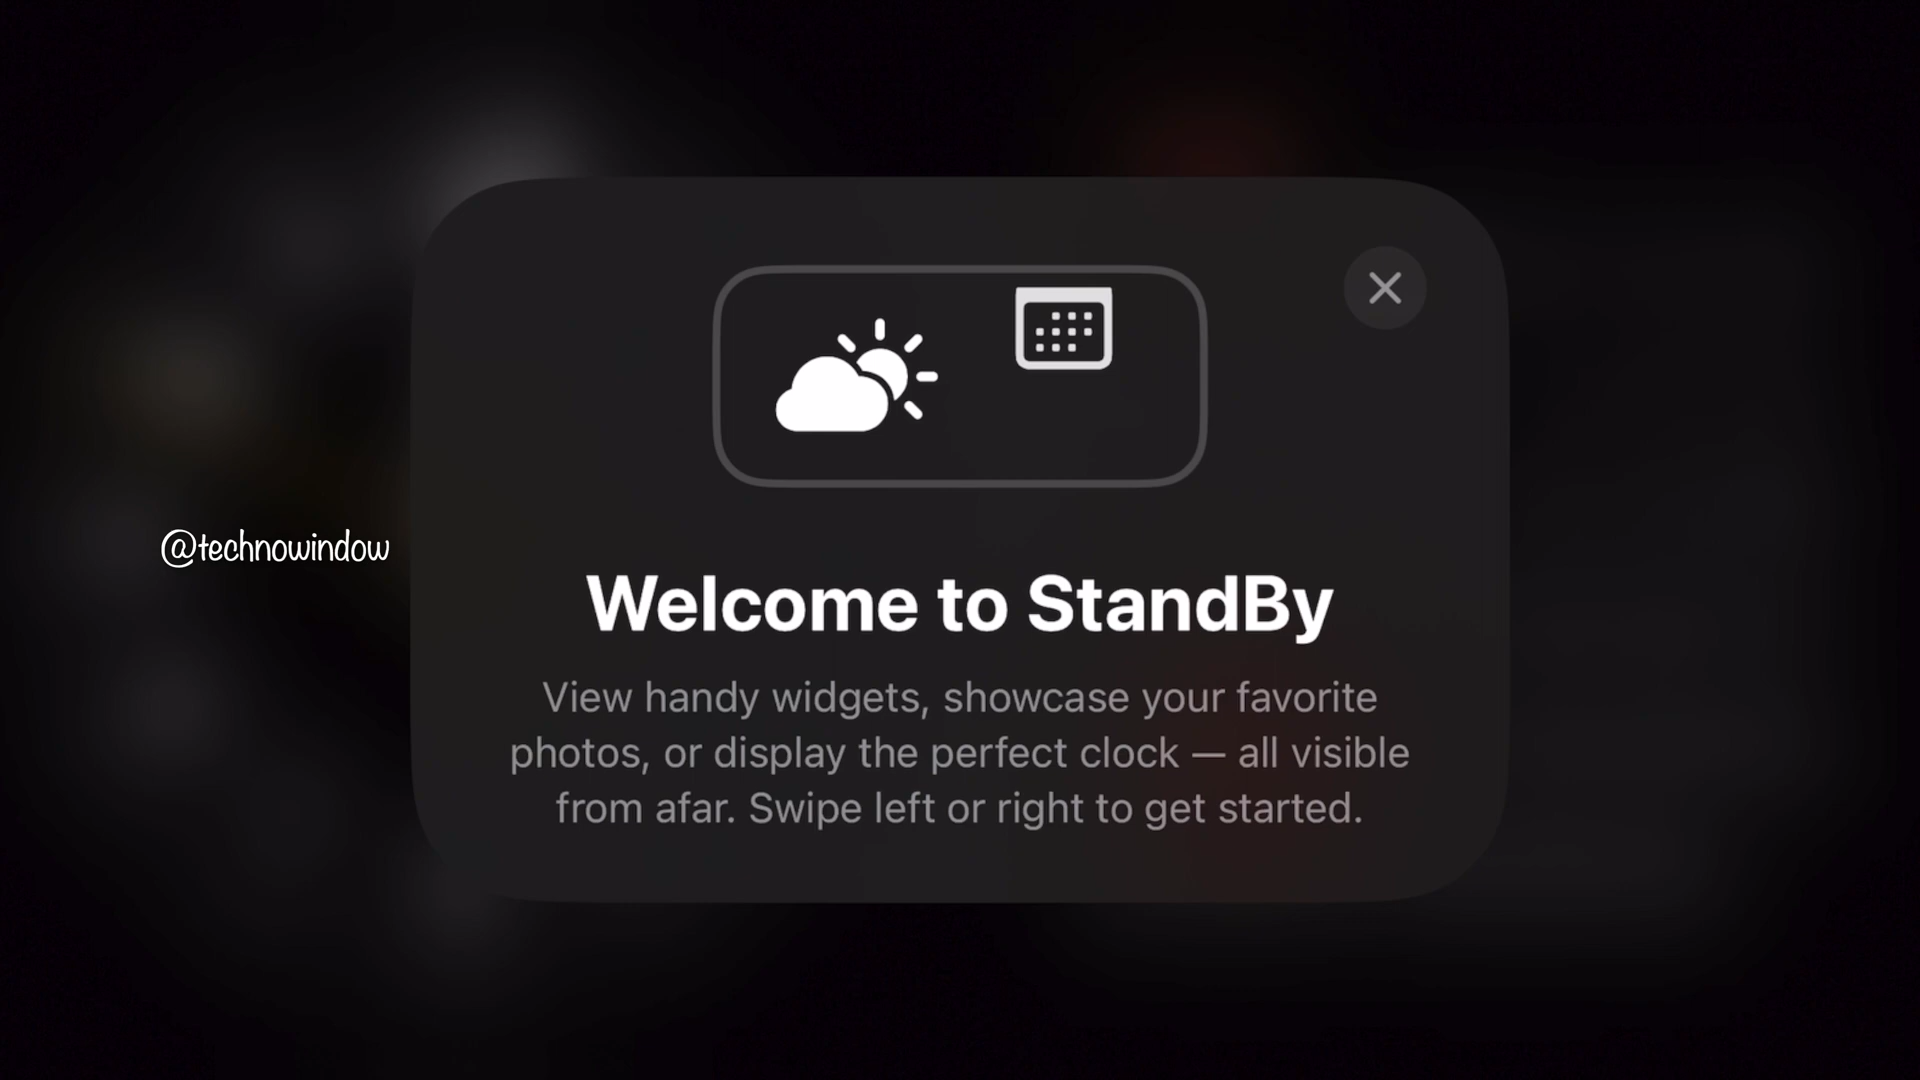 @technowindow
Welcome to StandBy
View handy widgets, showcase your favorite
photos, or display the perfect clock — all visible
from afar. Swipe left or right to get started.